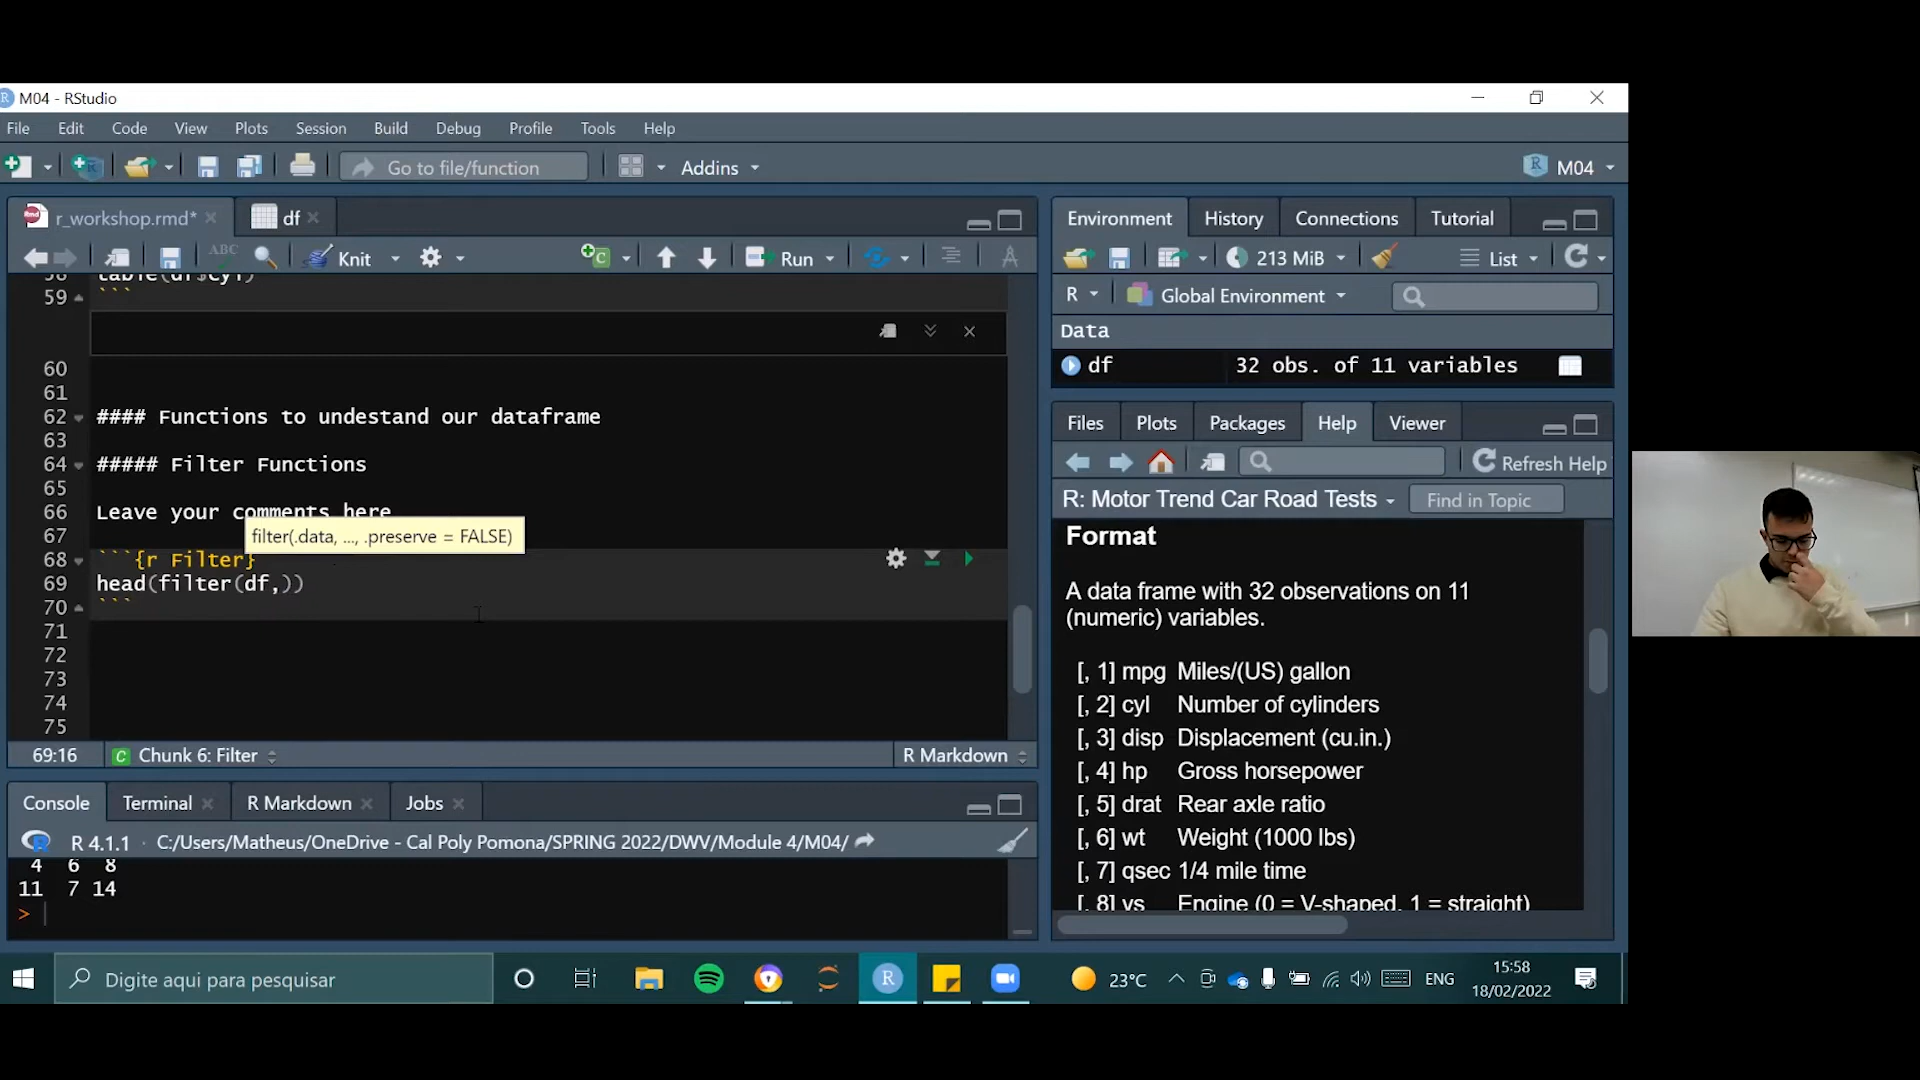 M04 - RStudio
File Edit Code View Plots Session Build Debug Profile Tools Help
Go to file/function Addins M04
r_workshop.rmd* df
ABC Knit Run
58 table(df$cyl)
59 ```
60
61
62 #### Functions to undestand our dataframe
63
64 ##### Filter Functions
65
66 Leave your comments here
67
filter(.data, ..., .preserve = FALSE)
68 ```{r Filter}
69 head(filter(df,))
70 ```
71
72
73
74
75
69:16 Chunk 6: Filter R Markdown
Console Terminal R Markdown Jobs
R 4.1.1 · C:/Users/Matheus/OneDrive - Cal Poly Pomona/SPRING 2022/DWV/Module 4/M04/
4 6 8
11 7 14
>
Environment History Connections Tutorial
213 MiB List
R Global Environment
Data
df 32 obs. of 11 variables
Files Plots Packages Help Viewer
Refresh Help
R: Motor Trend Car Road Tests Find in Topic
Format
A data frame with 32 observations on 11
(numeric) variables.
[, 1] mpg Miles/(US) gallon
[, 2] cyl Number of cylinders
[, 3] disp Displacement (cu.in.)
[, 4] hp Gross horsepower
[, 5] drat Rear axle ratio
[, 6] wt Weight (1000 lbs)
[, 7] qsec 1/4 mile time
[, 8] vs Engine (0 = V-shaped, 1 = straight)
Digite aqui para pesquisar
23°C ENG
15:58
18/02/2022